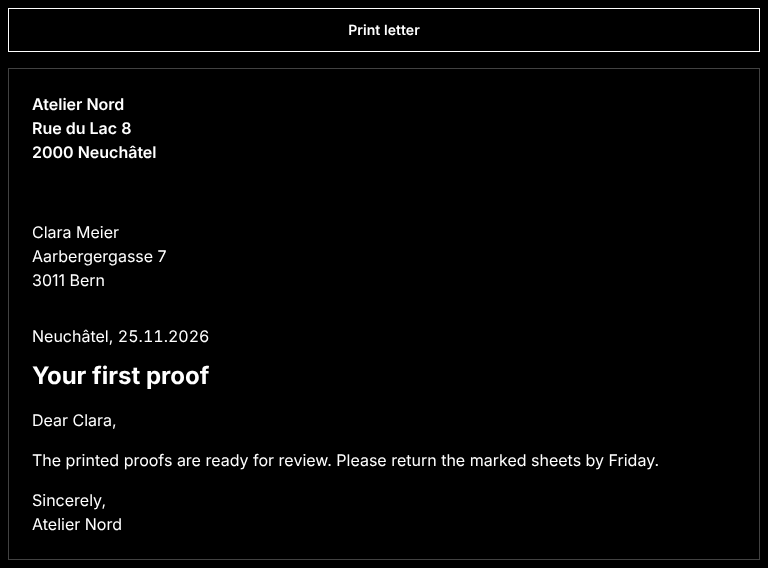 Print letter
Atelier Nord
Rue du Lac 8
2000 Neuchâtel
Clara Meier
Aarbergergasse 7
3011 Bern
Neuchâtel, 25.11.2026
Your first proof
Dear Clara,
The printed proofs are ready for review. Please return the marked sheets by Friday.
Sincerely,
Atelier Nord